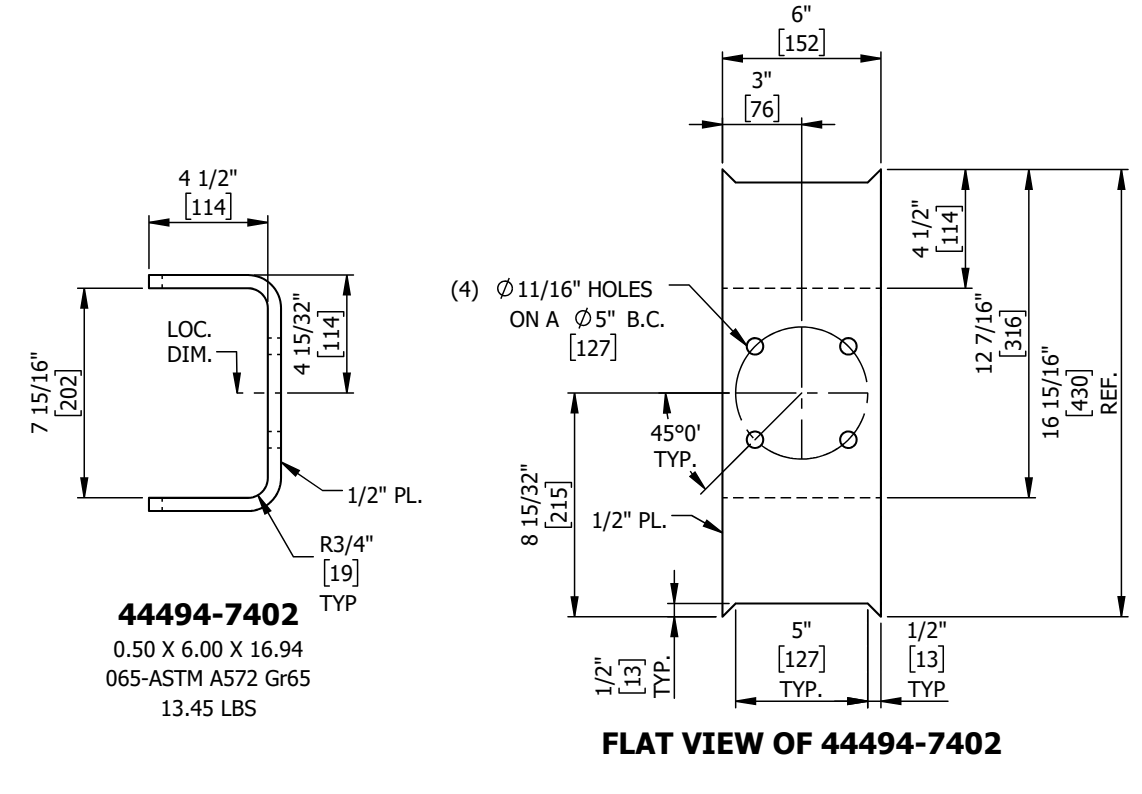 4 1/2"
[114]
7 15/16"
[202]
LOC.
DIM.
4 15/32"
[114]
1/2" PL.
R3/4"
[19]
TYP
44494-7402
0.50 X 6.00 X 16.94
065-ASTM A572 Gr65
13.45 LBS
6"
[152]
3"
[76]
(4) Ø11/16" HOLES
ON A Ø5" B.C.
[127]
45°0'
TYP.
8 15/32"
[215]
1/2" PL.
1/2"
[13]
TYP.
5"
[127]
TYP.
1/2"
[13]
TYP
4 1/2"
[114]
12 7/16"
[316]
16 15/16"
[430]
REF.
FLAT VIEW OF 44494-7402